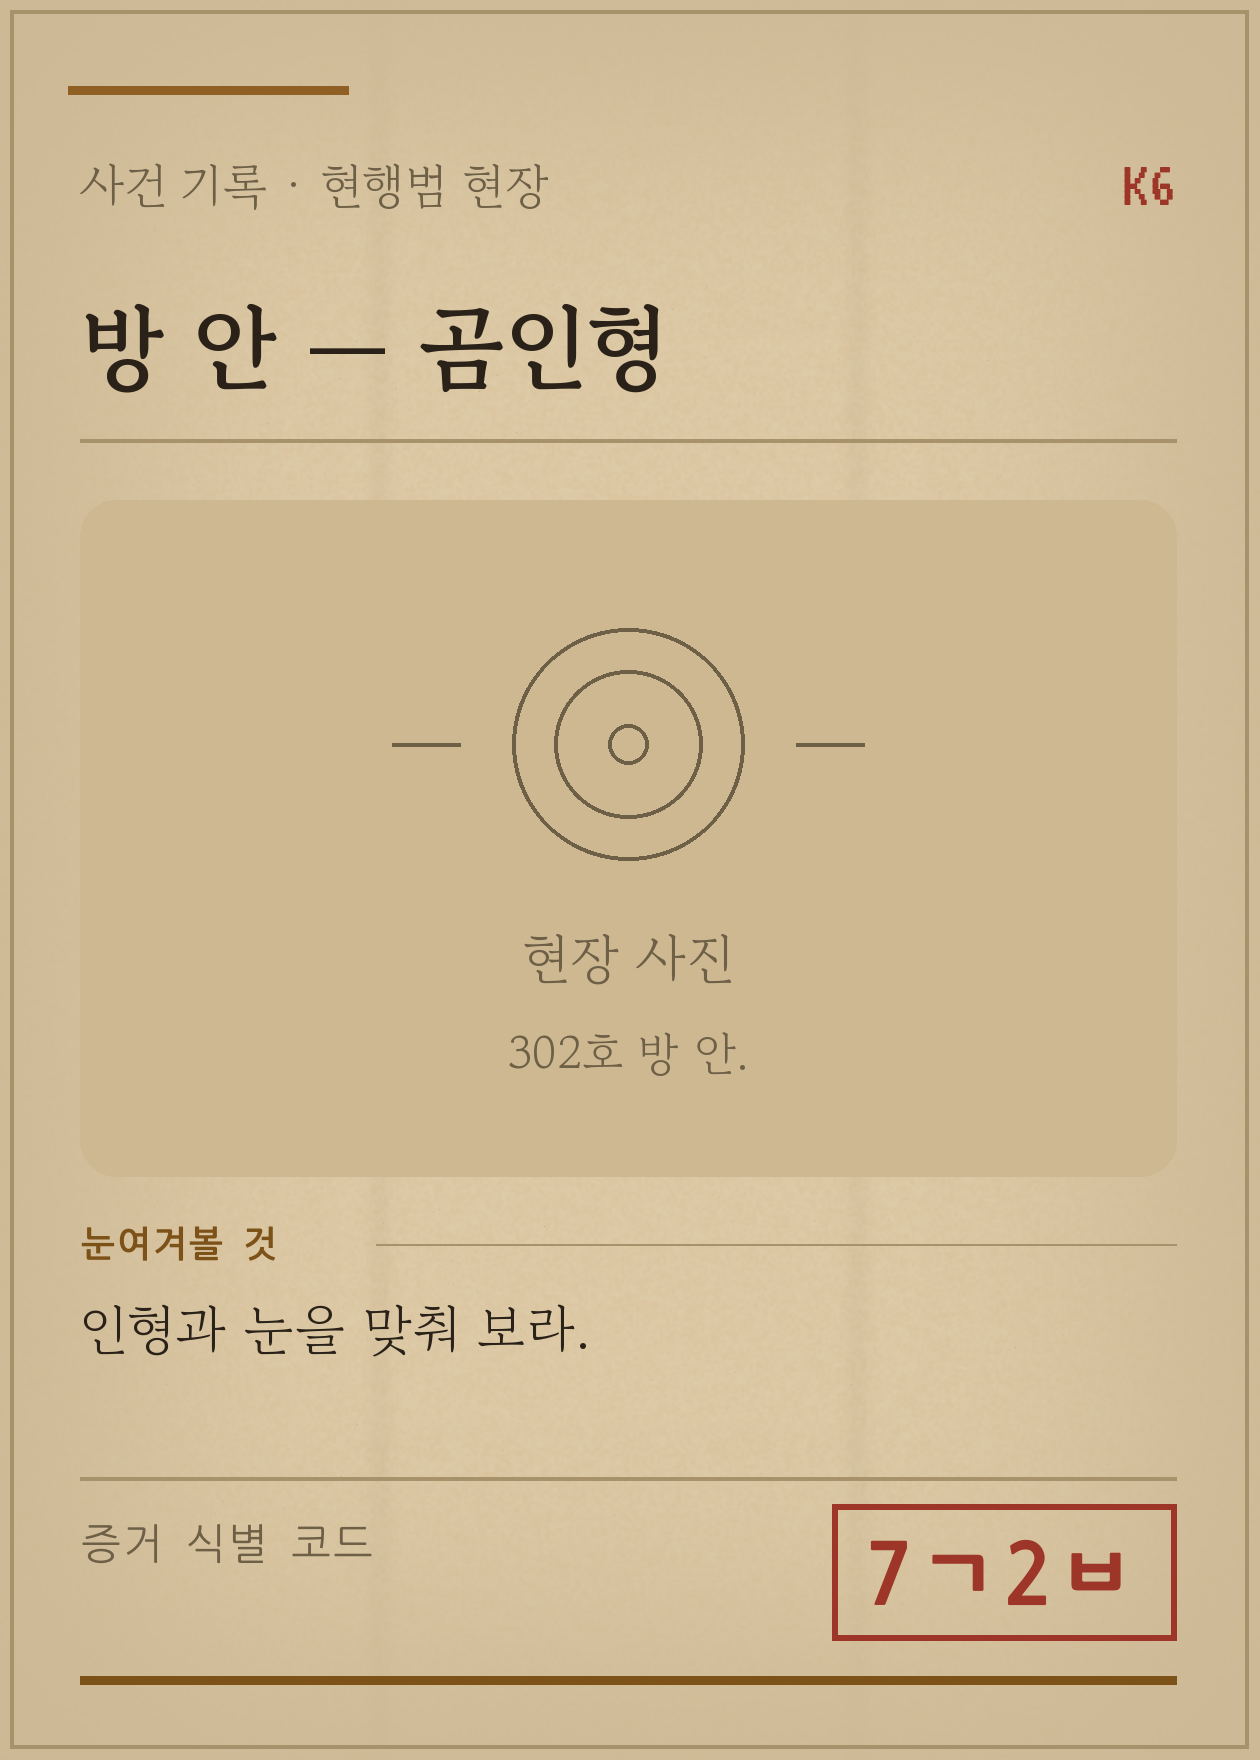 사건 기록 · 현행범 현장
K6
방 안 — 곰인형
현장 사진
302호 방 안.
눈여겨볼 것
인형과 눈을 맞춰 보라.
증거 식별 코드
7ㄱ2ㅂ